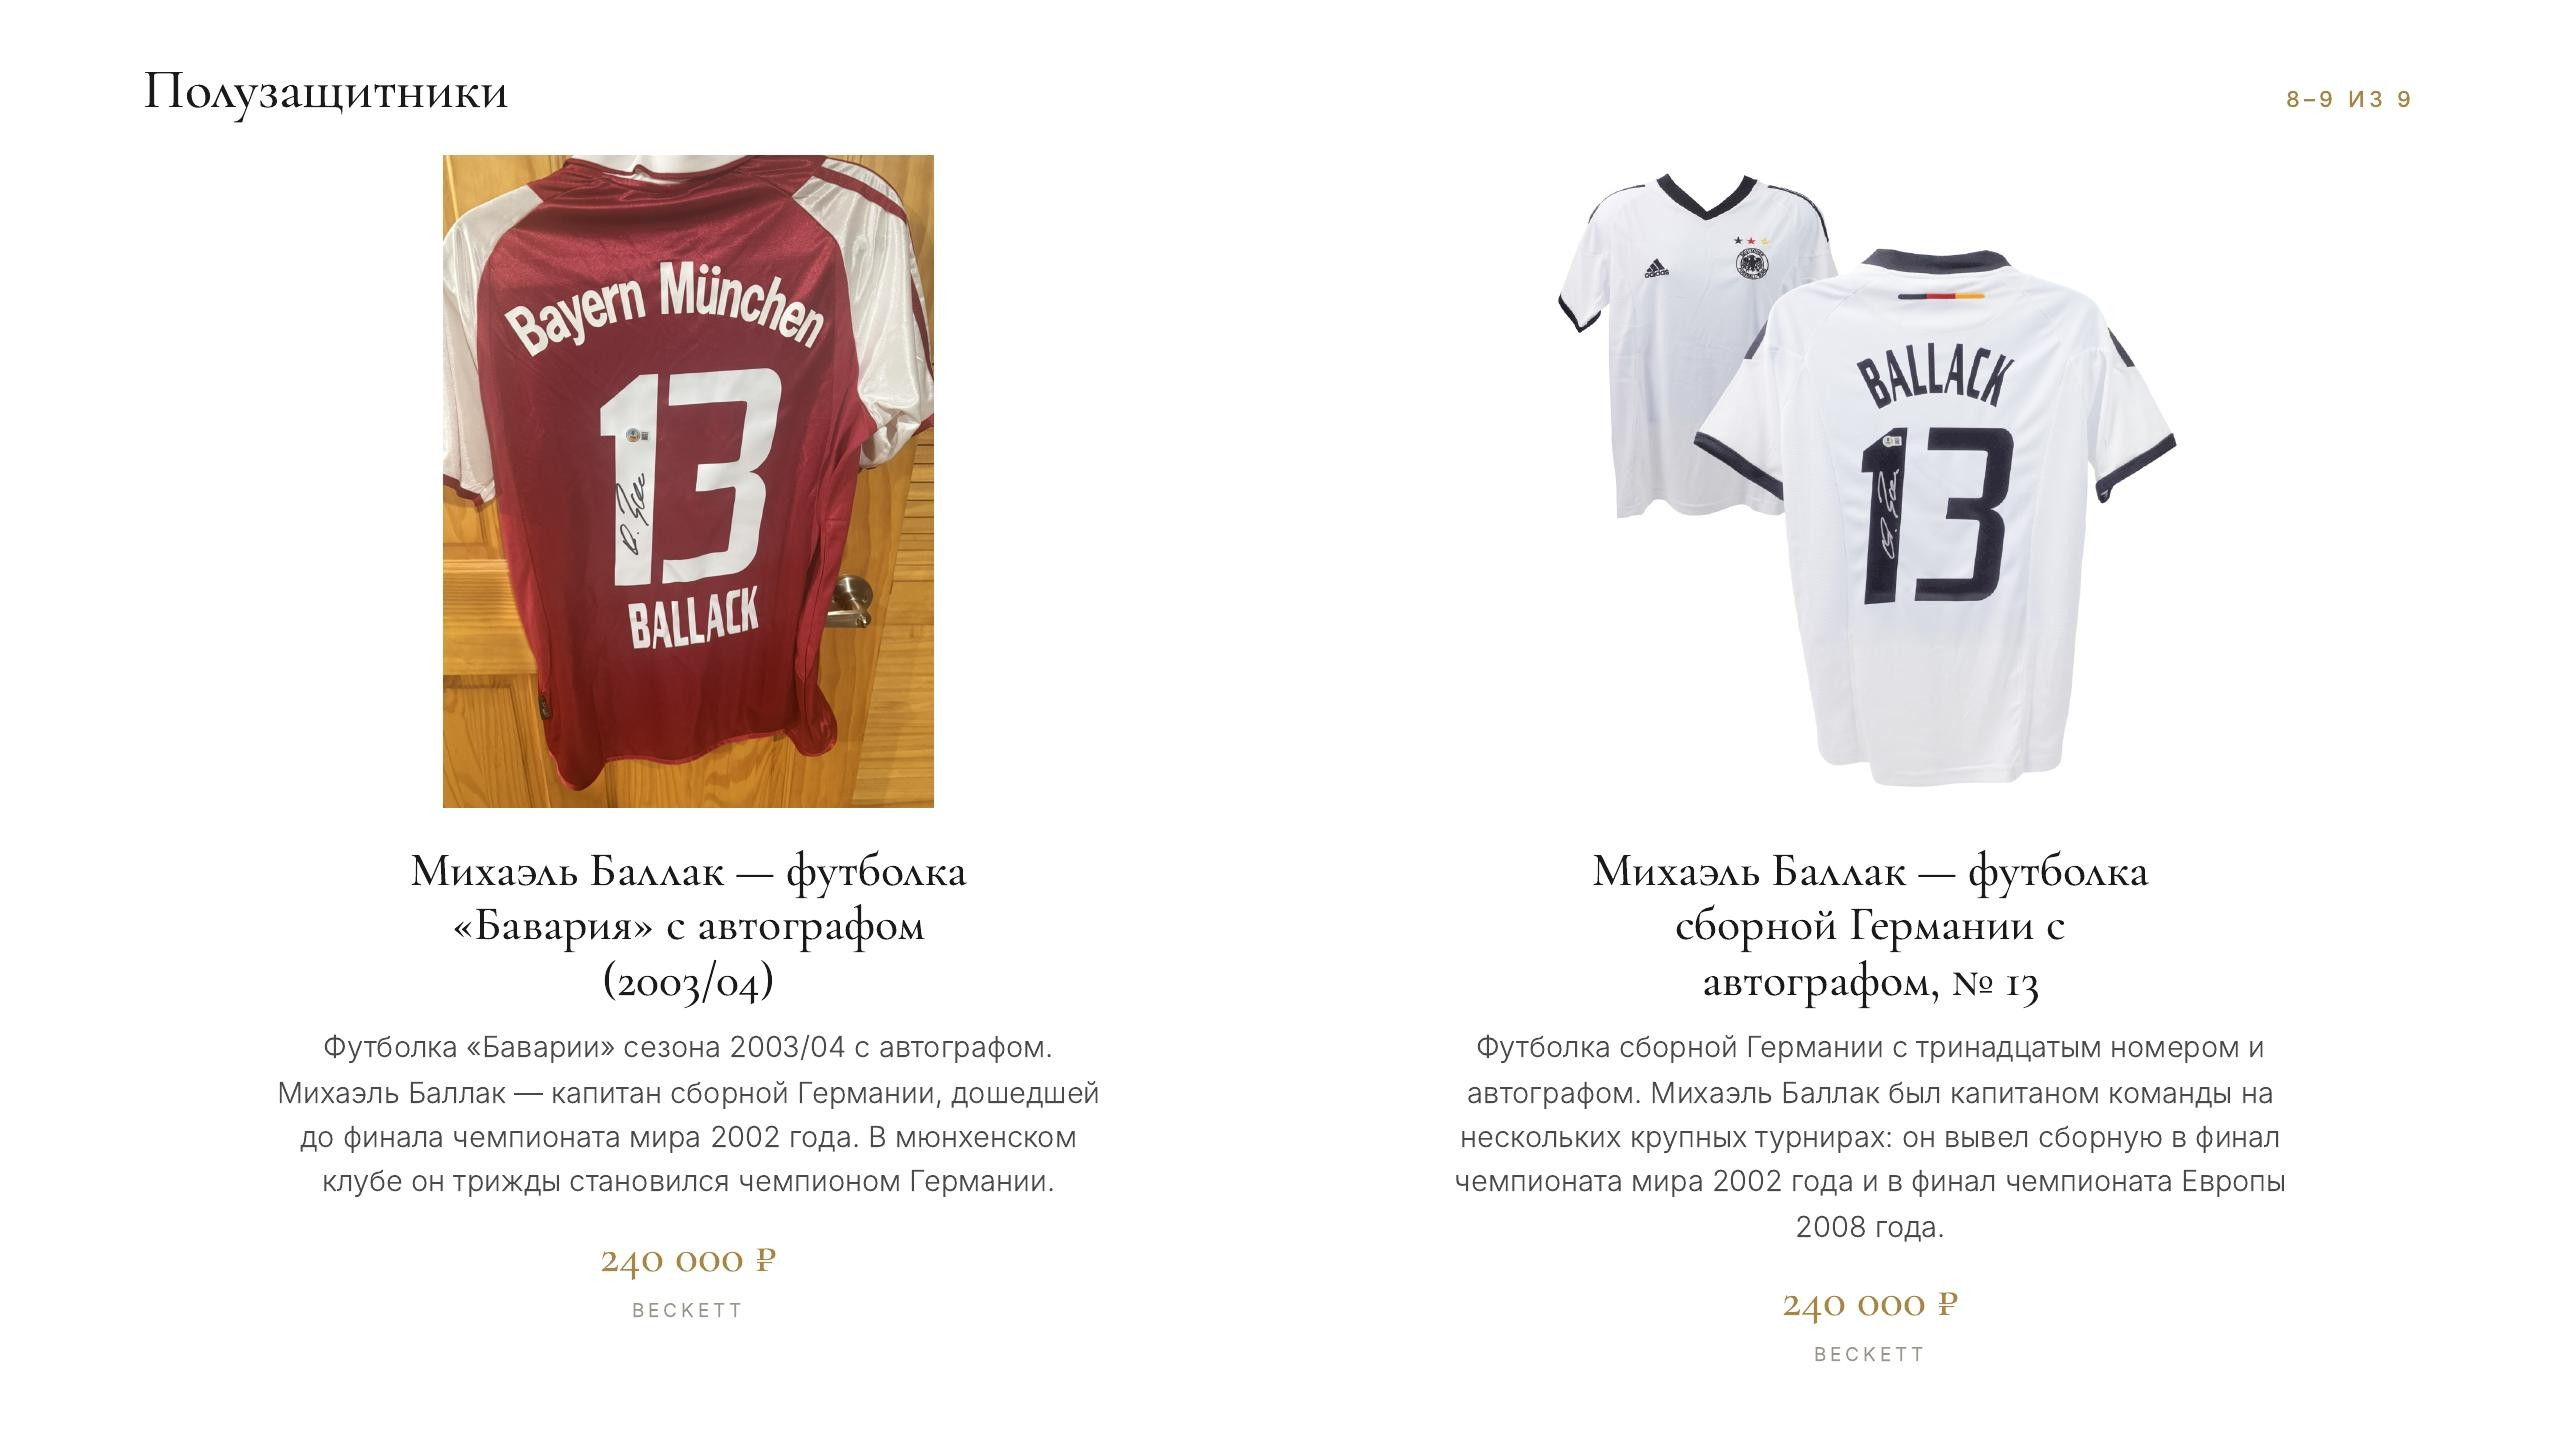 Полузащитники
8–9 ИЗ 9
Bayern München
13
BALLACK
adidas
BALLACK
13
Михаэль Баллак — футболка
«Бавария» с автографом
(2003/04)
Футболка «Баварии» сезона 2003/04 с автографом.
Михаэль Баллак — капитан сборной Германии, дошедшей
до финала чемпионата мира 2002 года. В мюнхенском
клубе он трижды становился чемпионом Германии.
240 000 ₽
BECKETT
Михаэль Баллак — футболка
сборной Германии с
автографом, № 13
Футболка сборной Германии с тринадцатым номером и
автографом. Михаэль Баллак был капитаном команды на
нескольких крупных турнирах: он вывел сборную в финал
чемпионата мира 2002 года и в финал чемпионата Европы
2008 года.
240 000 ₽
BECKETT